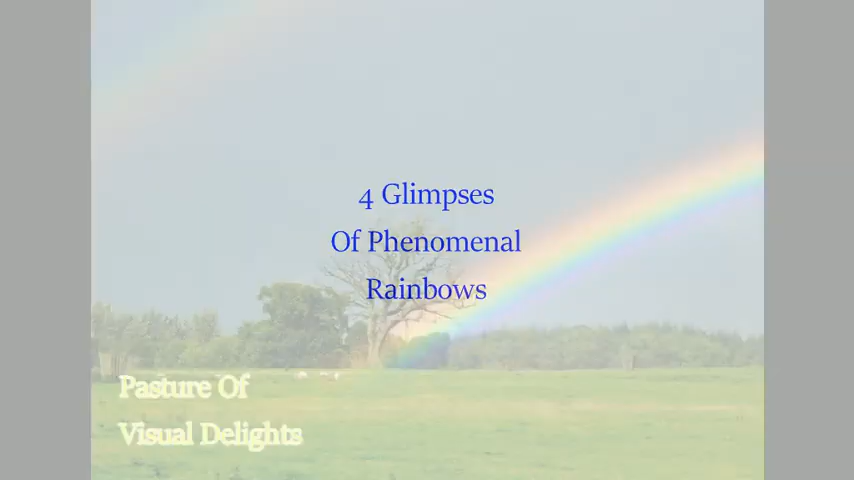 4 Glimpses
Of Phenomenal
Rainbows
Pasture Of
Visual Delights